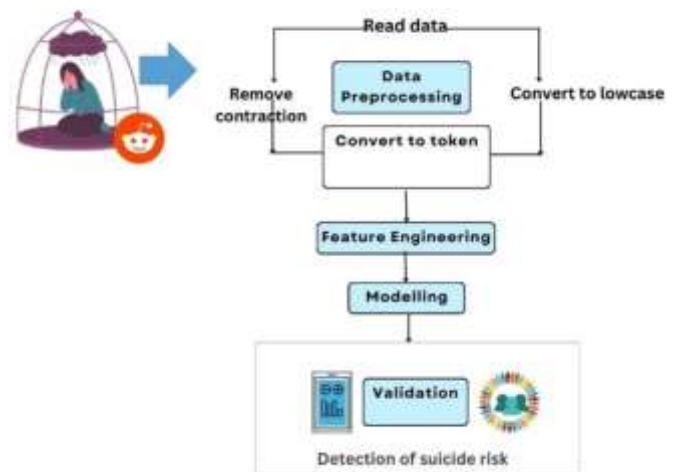 Read data
Data
Preprocessing
Remove
contraction
Convert to lowcase
Convert to token
Feature Engineering
Modelling
Validation
Detection of suicide risk